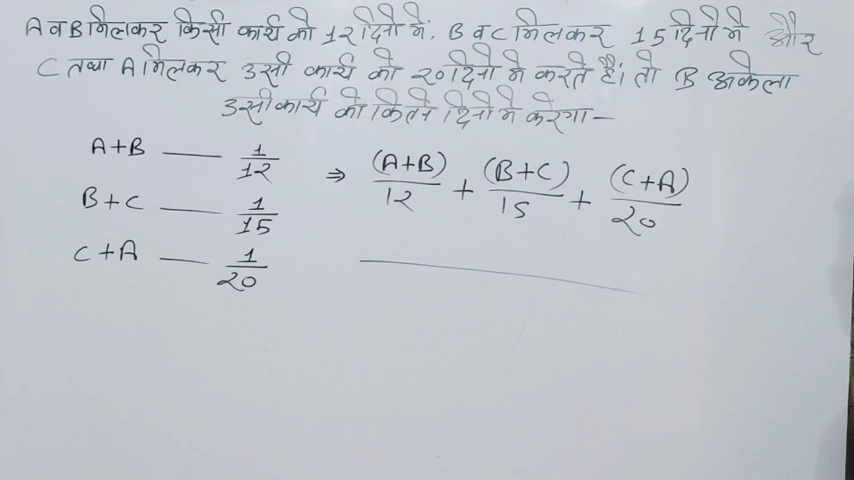 A व B मिलकर किसी कार्य को 12 दिनों में, B व C मिलकर 15 दिनों में और
C तथा A मिलकर उसी कार्य को 20 दिनों में करते हैं। तो B अकेला
उसी कार्य को कितने दिनों में करेगा —
A+B — 1/12 ⇒ (A+B)/12 + (B+C)/15 + (C+A)/20
B+C — 1/15
C+A — 1/20